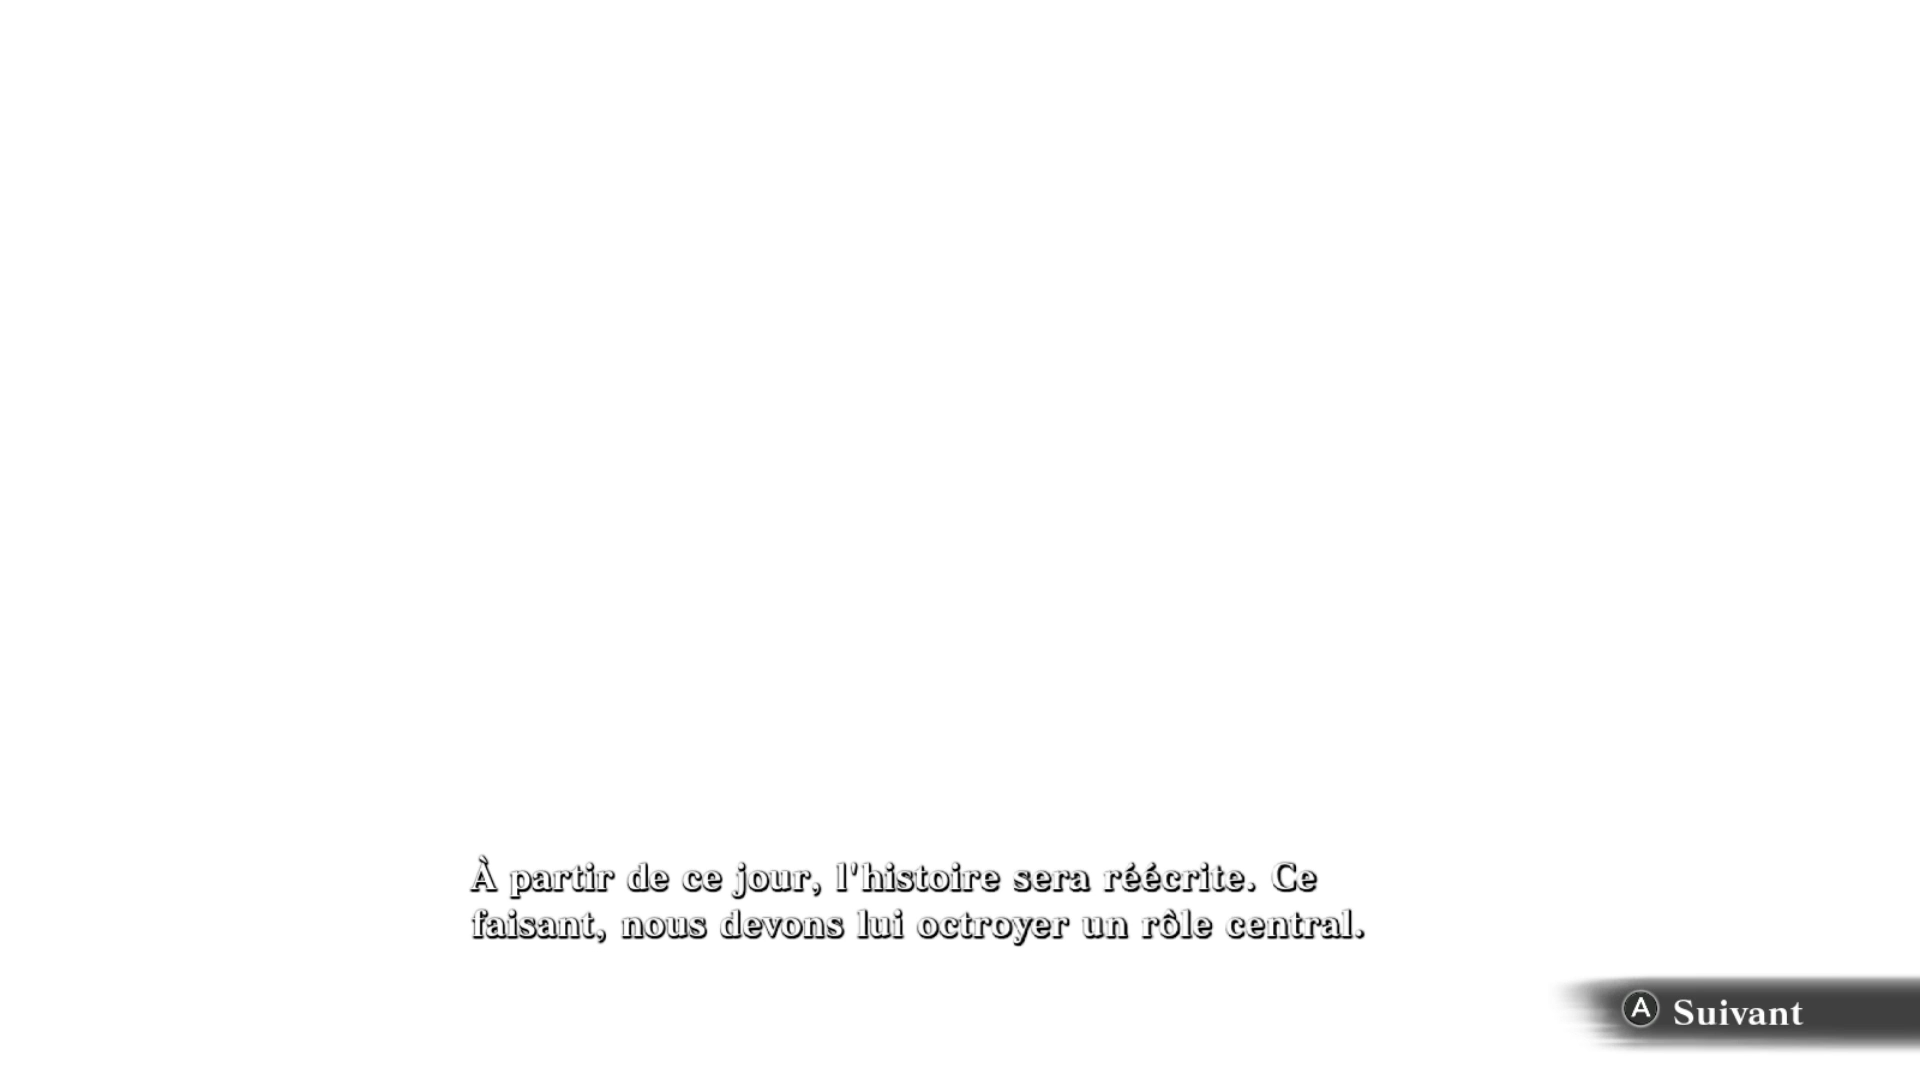 À partir de ce jour, l'histoire sera réécrite. Ce
faisant, nous devons lui octroyer un rôle central.
A Suivant